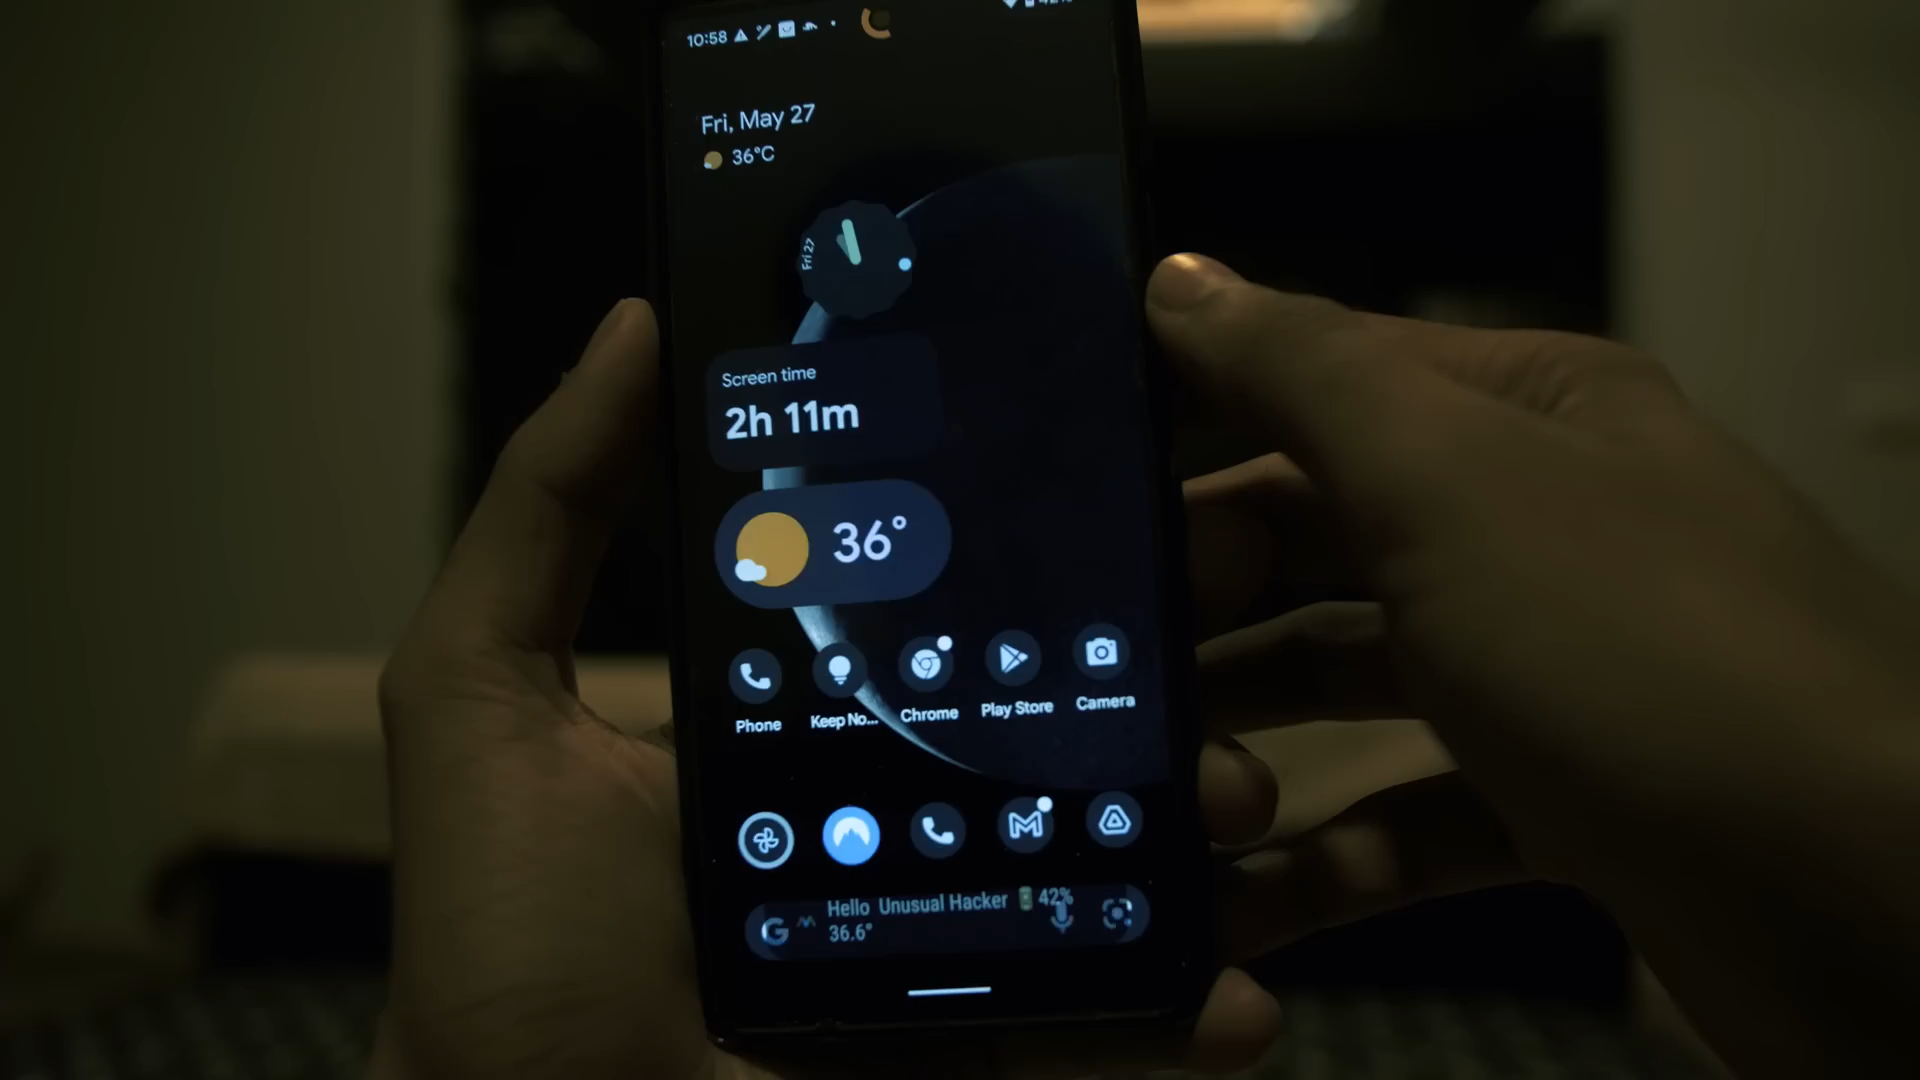 10:58
Fri, May 27
36°C
Fri 27
Screen time
2h 11m
36°
Phone
Keep No...
Chrome
Play Store
Camera
Hello Unusual Hacker 42%
36.6°